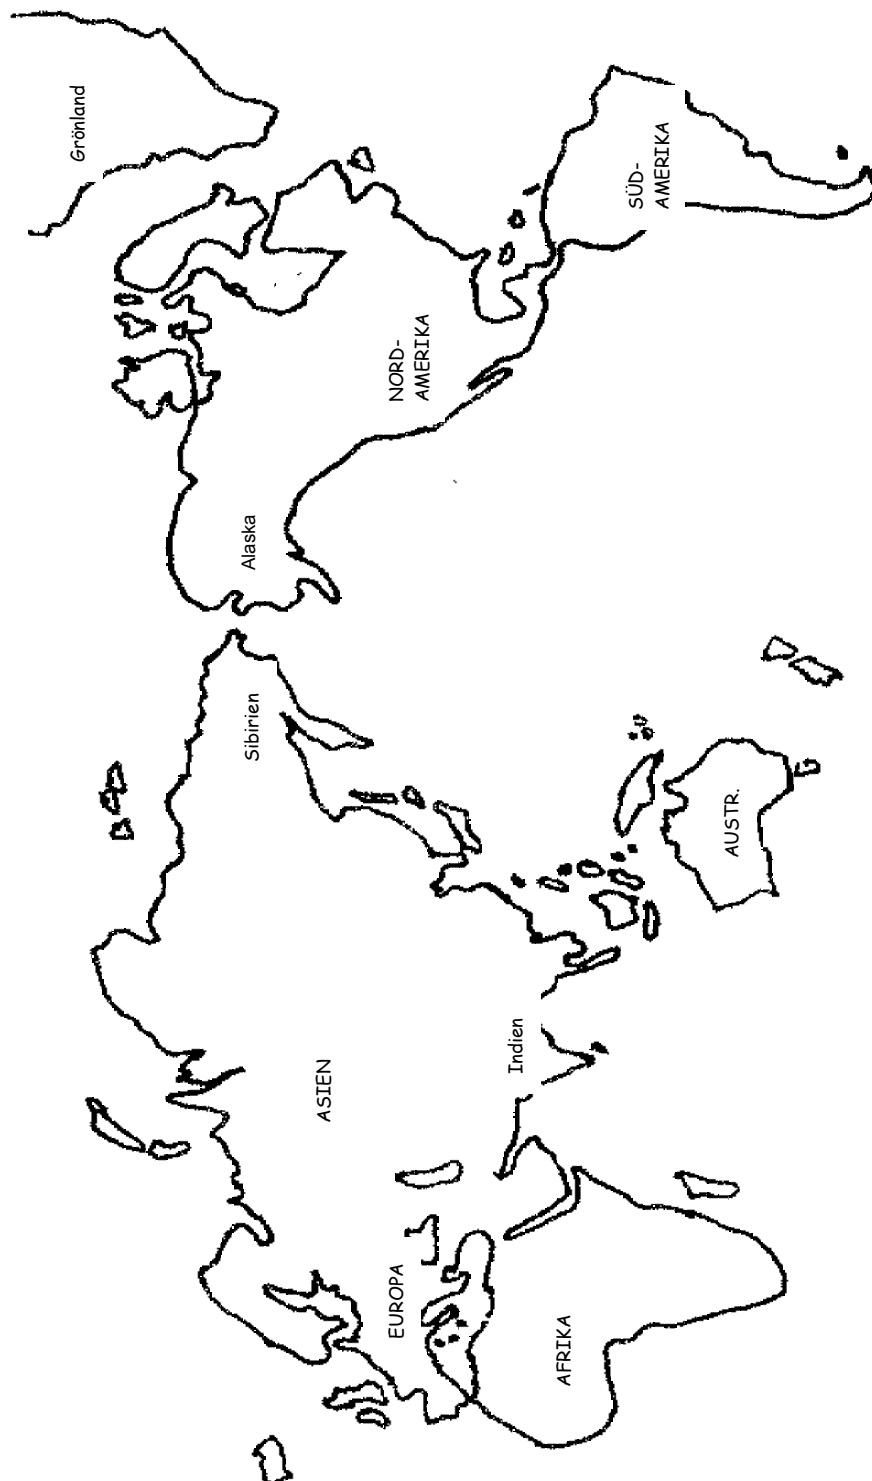 Grönland
Alaska
Sibirien
NORD-
AMERIKA
SÜD-
AMERIKA
ASIEN
EUROPA
Indien
AFRIKA
AUSTR.